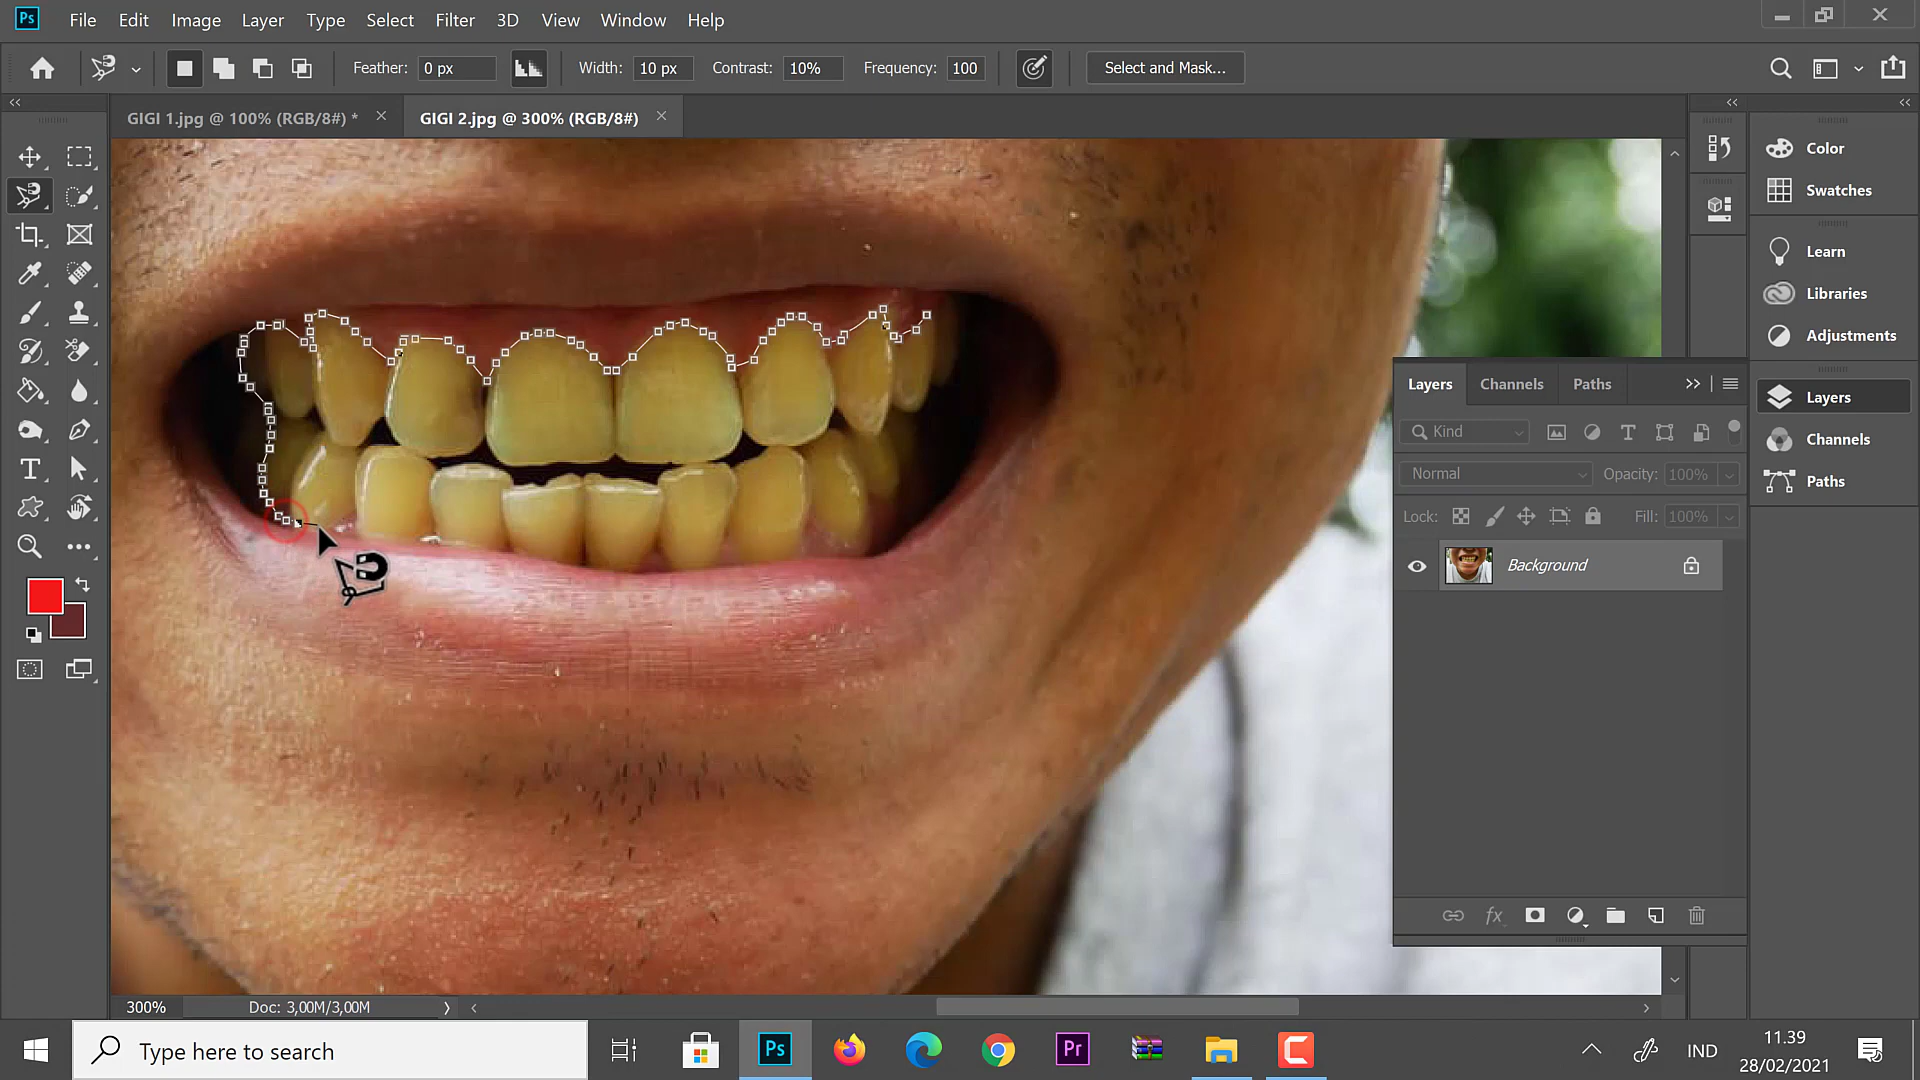 Ps File Edit Image Layer Type Select Filter 3D View Window Help
Feather: 0 px Width: 10 px Contrast: 10% Frequency: 100 Select and Mask...
GIGI 1.jpg @ 100% (RGB/8#) * GIGI 2.jpg @ 300% (RGB/8#)
Color
Swatches
Learn
Libraries
Adjustments
Layers
Channels
Paths
Layers Channels Paths
Kind
Normal Opacity: 100%
Lock: Fill: 100%
Background
fx
T
300% Doc: 3,00M/3,00M
Type here to search
Ps
Pr
IND
11.39
28/02/2021